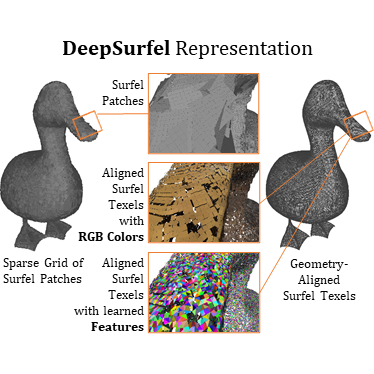 DeepSurfel Representation
Surfel
Patches
Aligned
Surfel
Texels
with
RGB Colors
Aligned
Surfel
Texels
with learned
Features
Sparse Grid of
Surfel Patches
Geometry-
Aligned
Surfel Texels